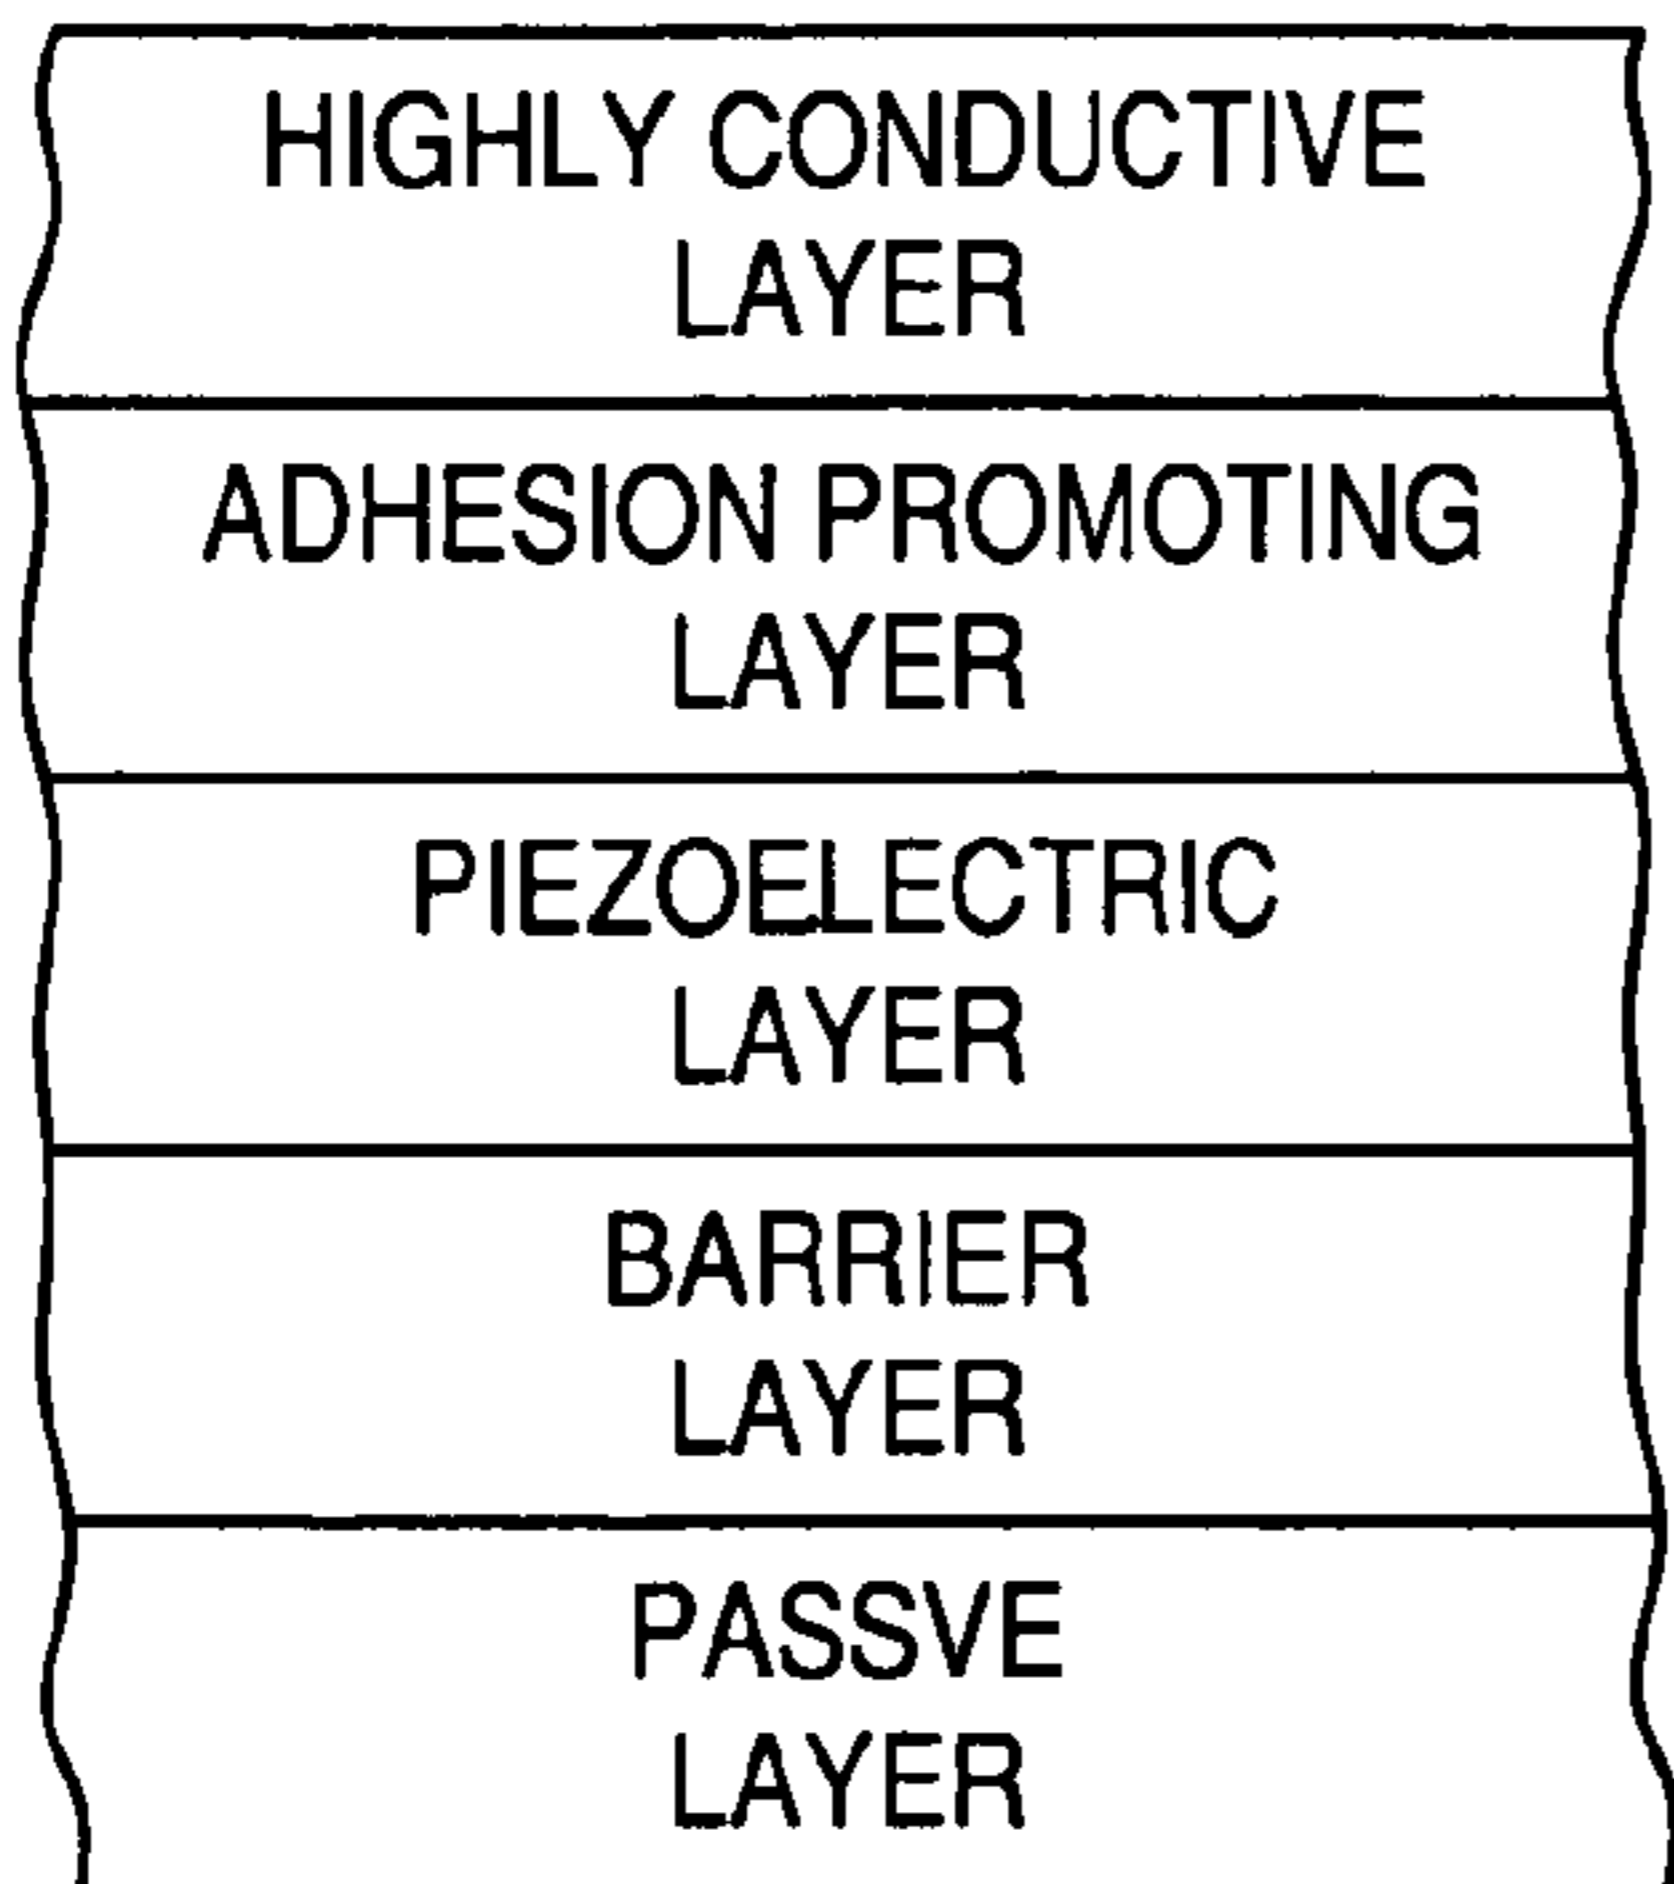 HIGHLY CONDUCTIVE
LAYER
ADHESION PROMOTING
LAYER
PIEZOELECTRIC
LAYER
BARRIER
LAYER
PASSVE
LAYER